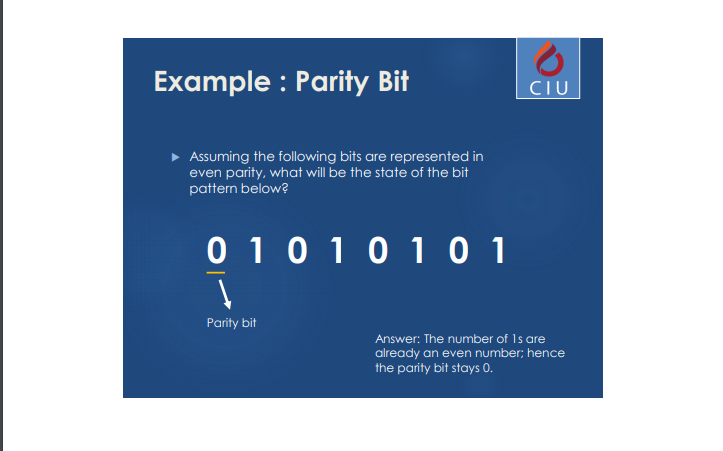 CIU
Example : Parity Bit
▶ Assuming the following bits are represented in
even parity, what will be the state of the bit
pattern below?
0 1 0 1 0 1 0 1
Parity bit
Answer: The number of 1s are
already an even number; hence
the parity bit stays 0.